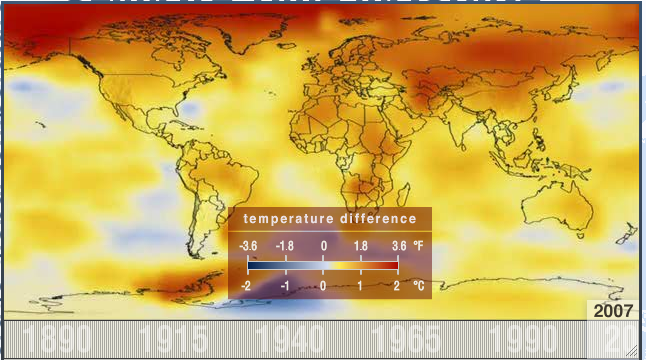 temperature difference
-3.6 -1.8 0 1.8 3.6 °F
-2 -1 0 1 2 °C
2007
1890 1915 1940 1965 1990